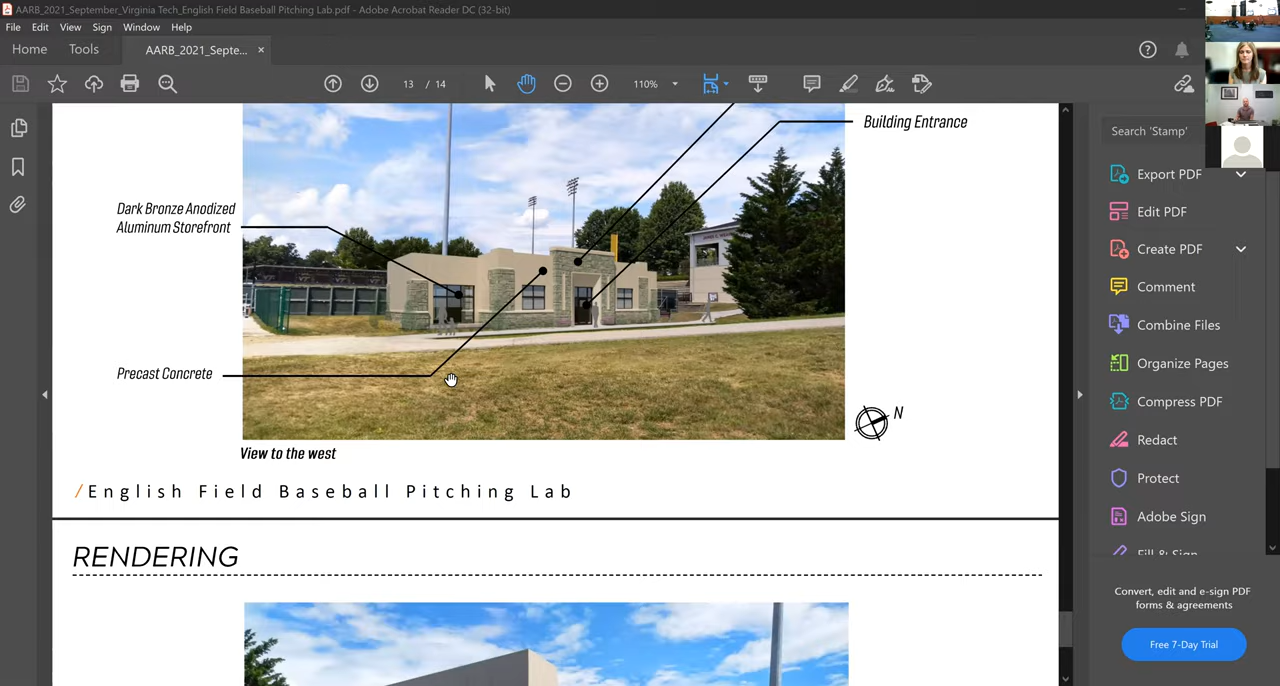 AARB_2021_September_Virginia Tech_English Field Baseball Pitching Lab.pdf - Adobe Acrobat Reader DC (32-bit)
File Edit View Sign Window Help
Home Tools AARB_2021_Septe... ×
13 / 14 110%
Search 'Stamp'
Building Entrance
Dark Bronze Anodized
Aluminum Storefront
Precast Concrete
N
View to the west
/English Field Baseball Pitching Lab
RENDERING
Export PDF
Edit PDF
Create PDF
Comment
Combine Files
Organize Pages
Compress PDF
Redact
Protect
Adobe Sign
Fill & Sign
Convert, edit and e-sign PDF
forms & agreements
Free 7-Day Trial